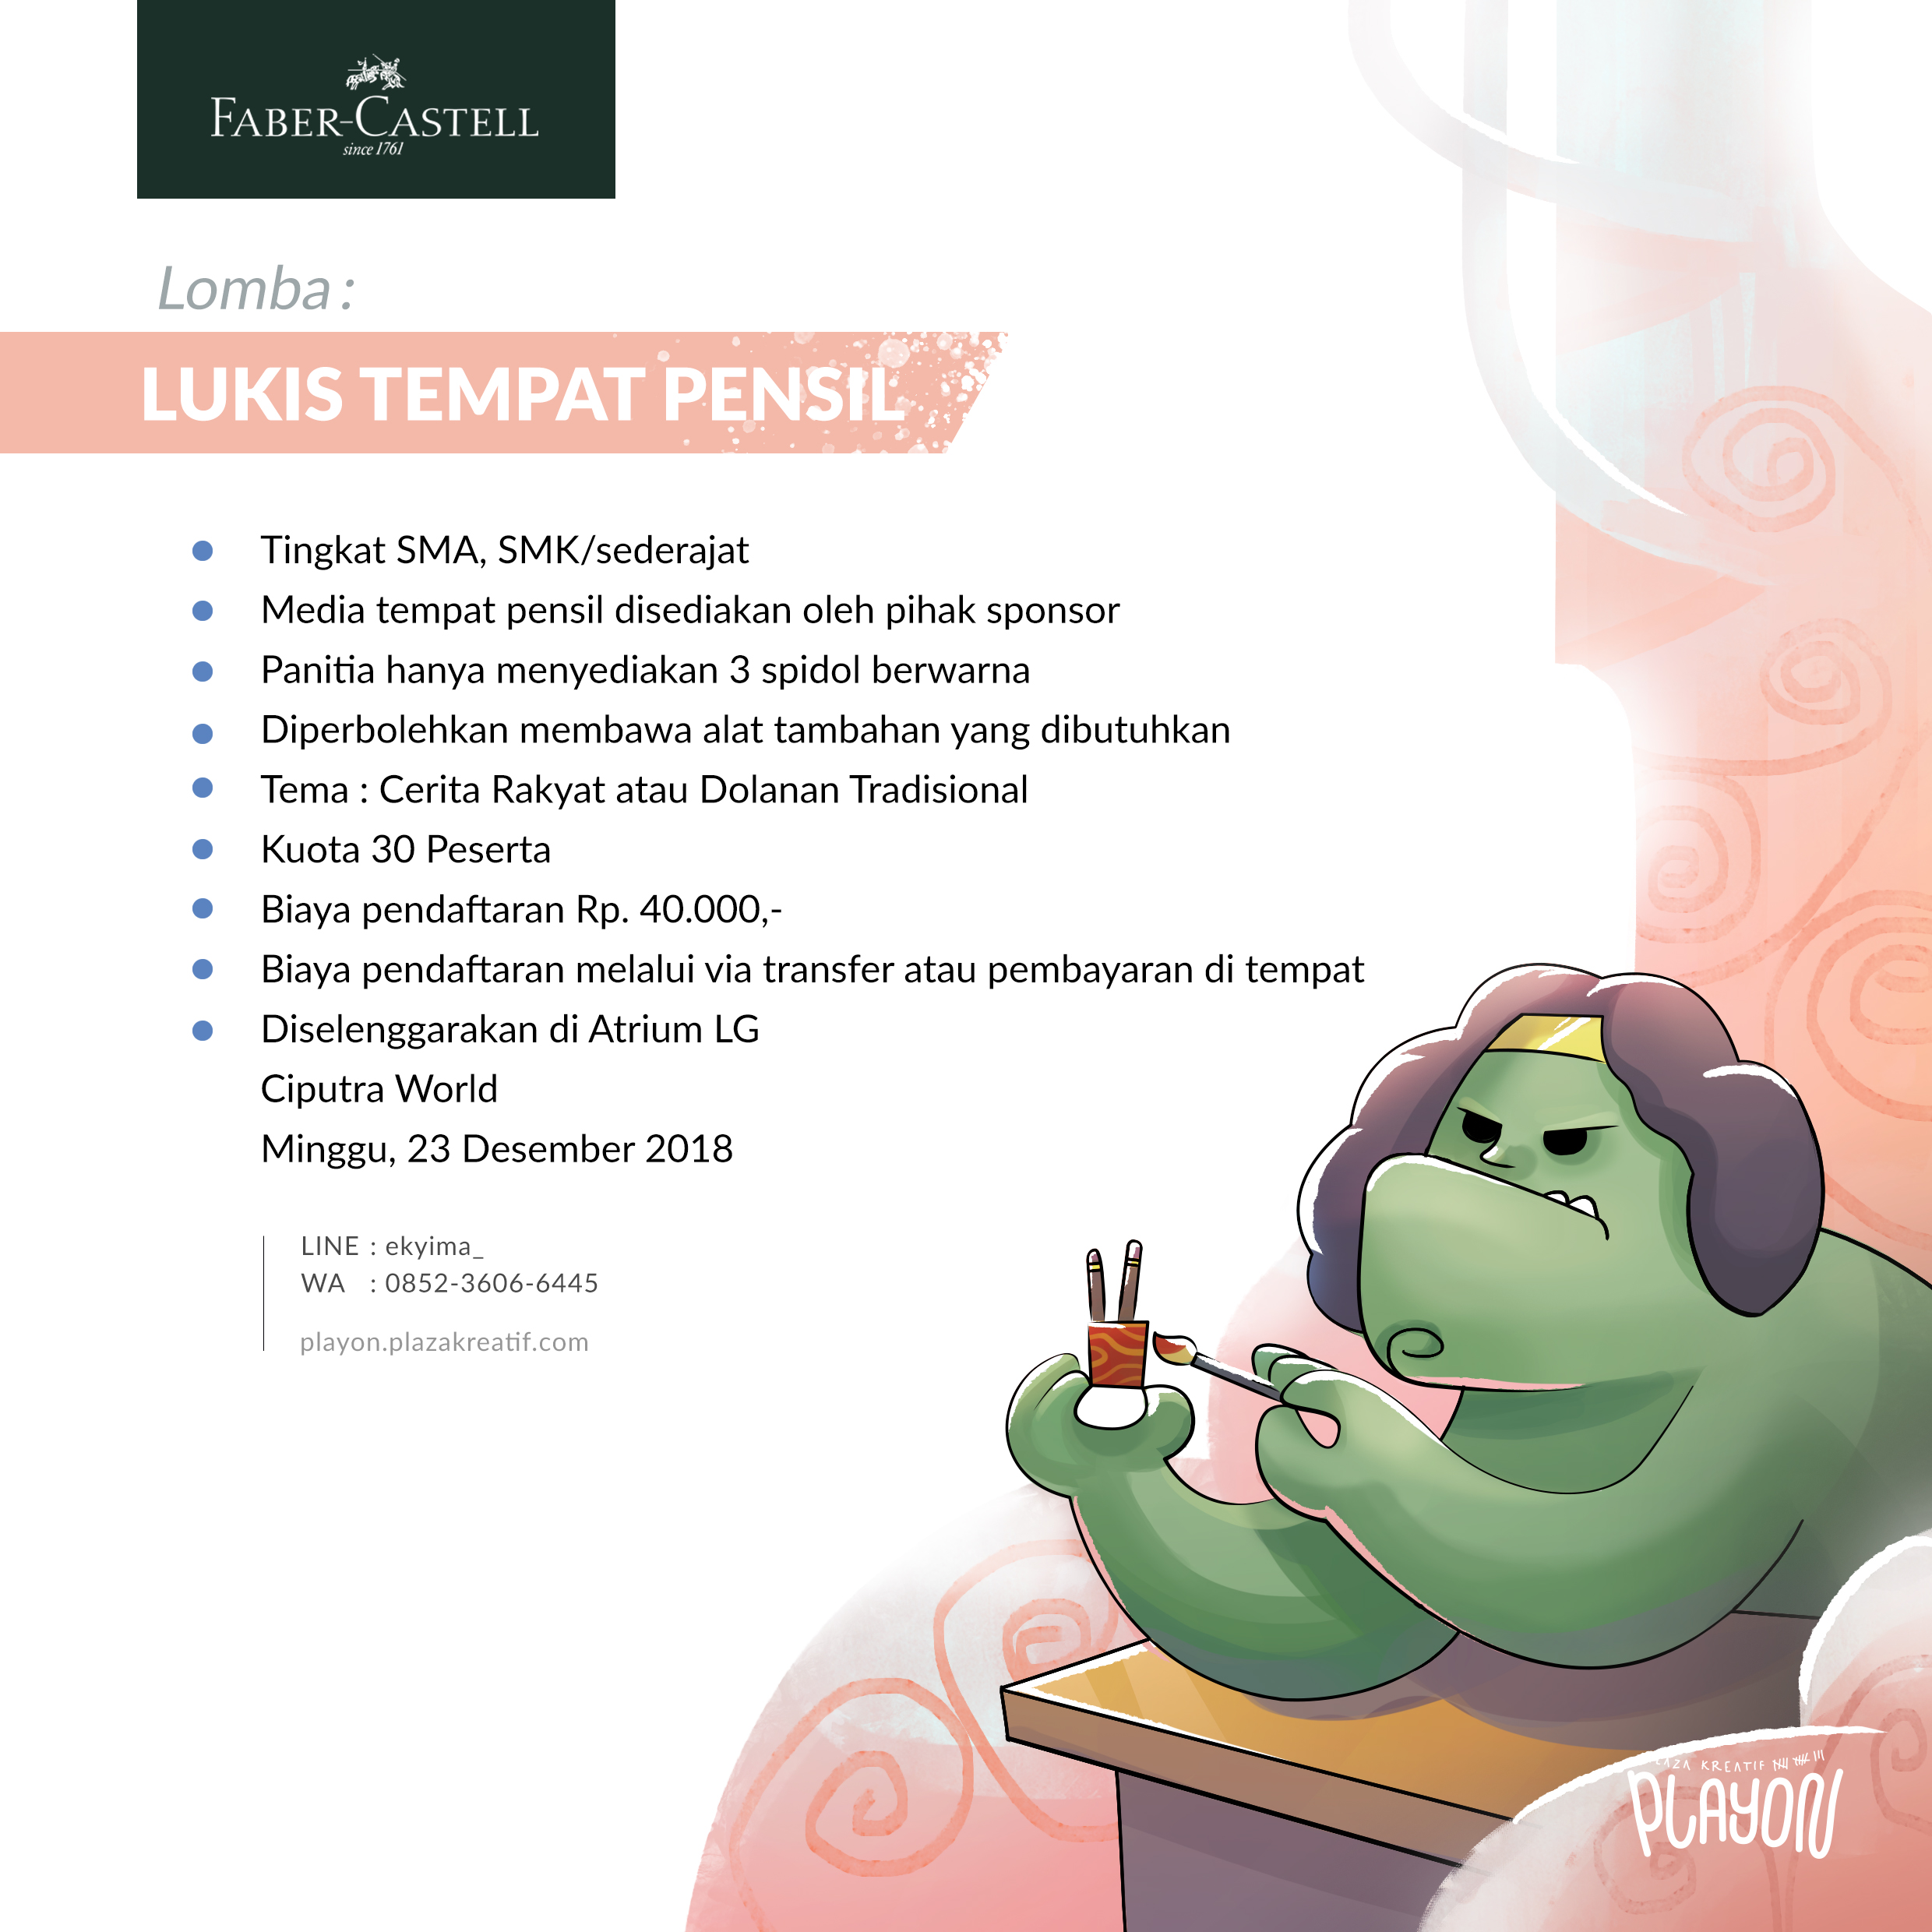 FABER-CASTELL
since 1761
Lomba :
LUKIS TEMPAT PENSIL
Tingkat SMA, SMK/sederajat
Media tempat pensil disediakan oleh pihak sponsor
Panitia hanya menyediakan 3 spidol berwarna
Diperbolehkan membawa alat tambahan yang dibutuhkan
Tema : Cerita Rakyat atau Dolanan Tradisional
Kuota 30 Peserta
Biaya pendaftaran Rp. 40.000,-
Biaya pendaftaran melalui via transfer atau pembayaran di tempat
Diselenggarakan di Atrium LG
Ciputra World
Minggu, 23 Desember 2018
LINE : ekyima_
WA : 0852-3606-6445
playon.plazakreatif.com
KREATIF
PLAYON